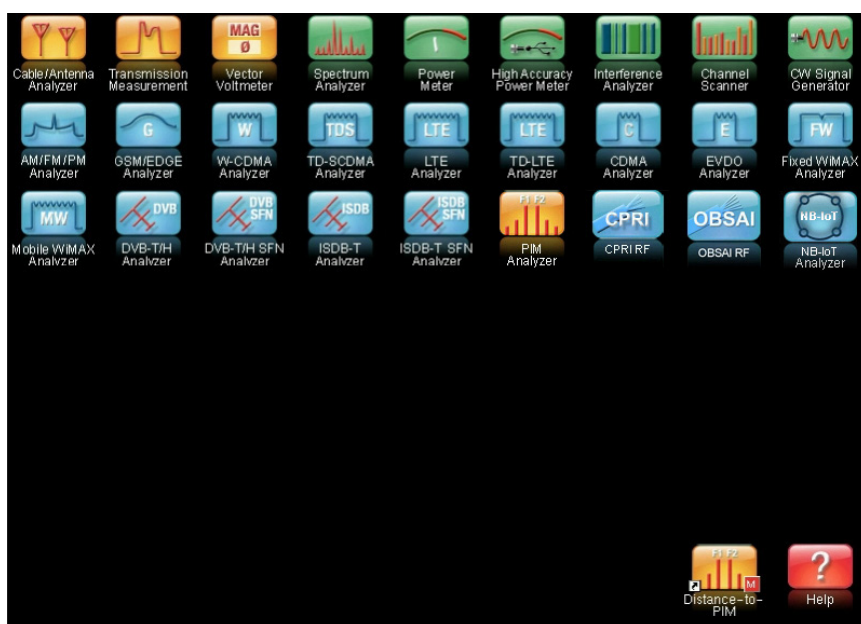 MAG
Ø
Cable/Antenna
Analyzer
Transmission
Measurement
Vector
Voltmeter
Spectrum
Analyzer
Power
Meter
High Accuracy
Power Meter
Interference
Analyzer
Channel
Scanner
CW Signal
Generator
G
W
TDS
LTE
LTE
C
E
FW
AM/FM/PM
Analyzer
GSM/EDGE
Analyzer
W-CDMA
Analyzer
TD-SCDMA
Analyzer
LTE
Analyzer
TD-LTE
Analyzer
CDMA
Analyzer
EVDO
Analyzer
Fixed WiMAX
Analyzer
MW
DVB
DVB
SFN
ISDB
ISDB
SFN
F1 F2
CPRI
OBSAI
NB-IoT
Mobile WiMAX
Analyzer
DVB-T/H
Analyzer
DVB-T/H SFN
Analyzer
ISDB-T
Analyzer
ISDB-T SFN
Analyzer
PIM
Analyzer
CPRI RF
OBSAI RF
NB-IoT
Analyzer
F1 F2
M
?
Distance-to-
PIM
Help